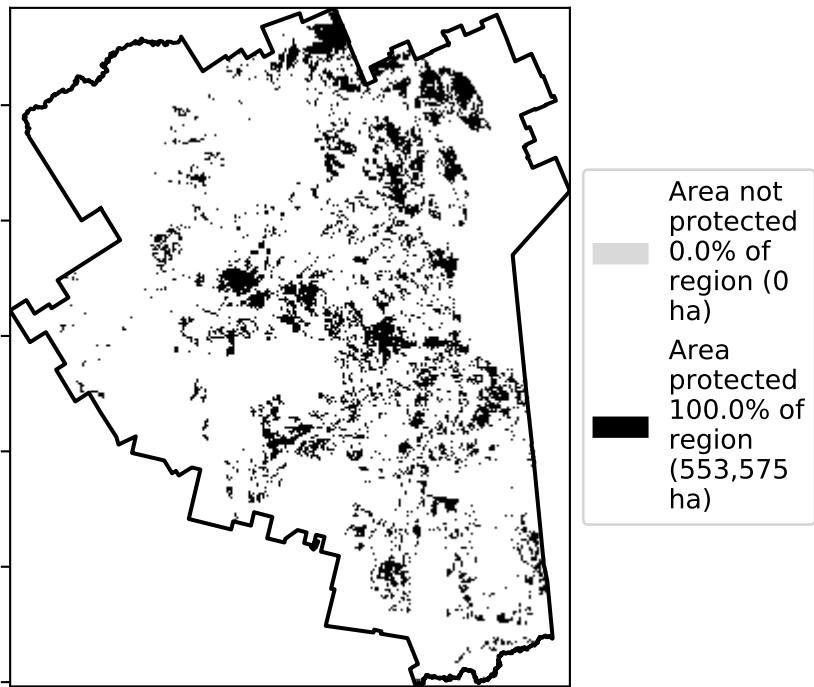 Area not
protected
0.0% of
region (0
ha)
Area
protected
100.0% of
region
(553,575
ha)